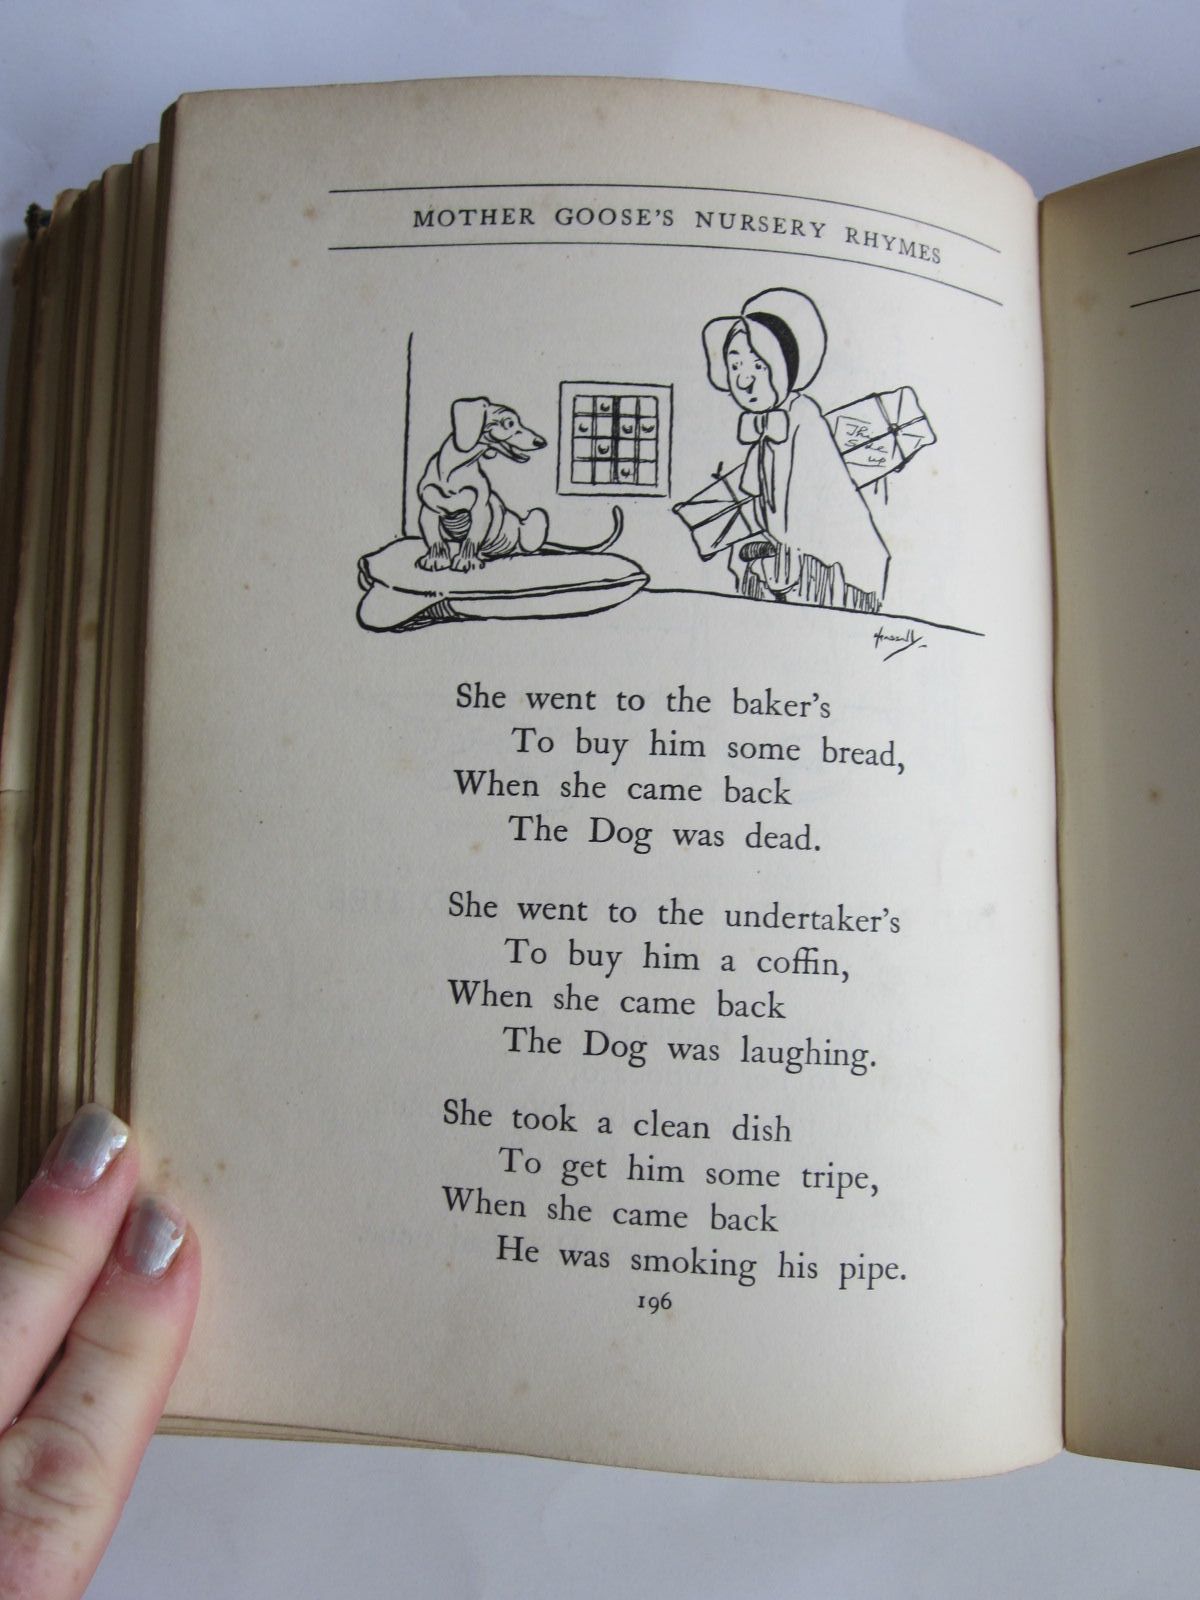 MOTHER GOOSE'S NURSERY RHYMES
This
Side
up
She went to the baker's
To buy him some bread,
When she came back
The Dog was dead.
She went to the undertaker's
To buy him a coffin,
When she came back
The Dog was laughing.
She took a clean dish
To get him some tripe,
When she came back
He was smoking his pipe.
196